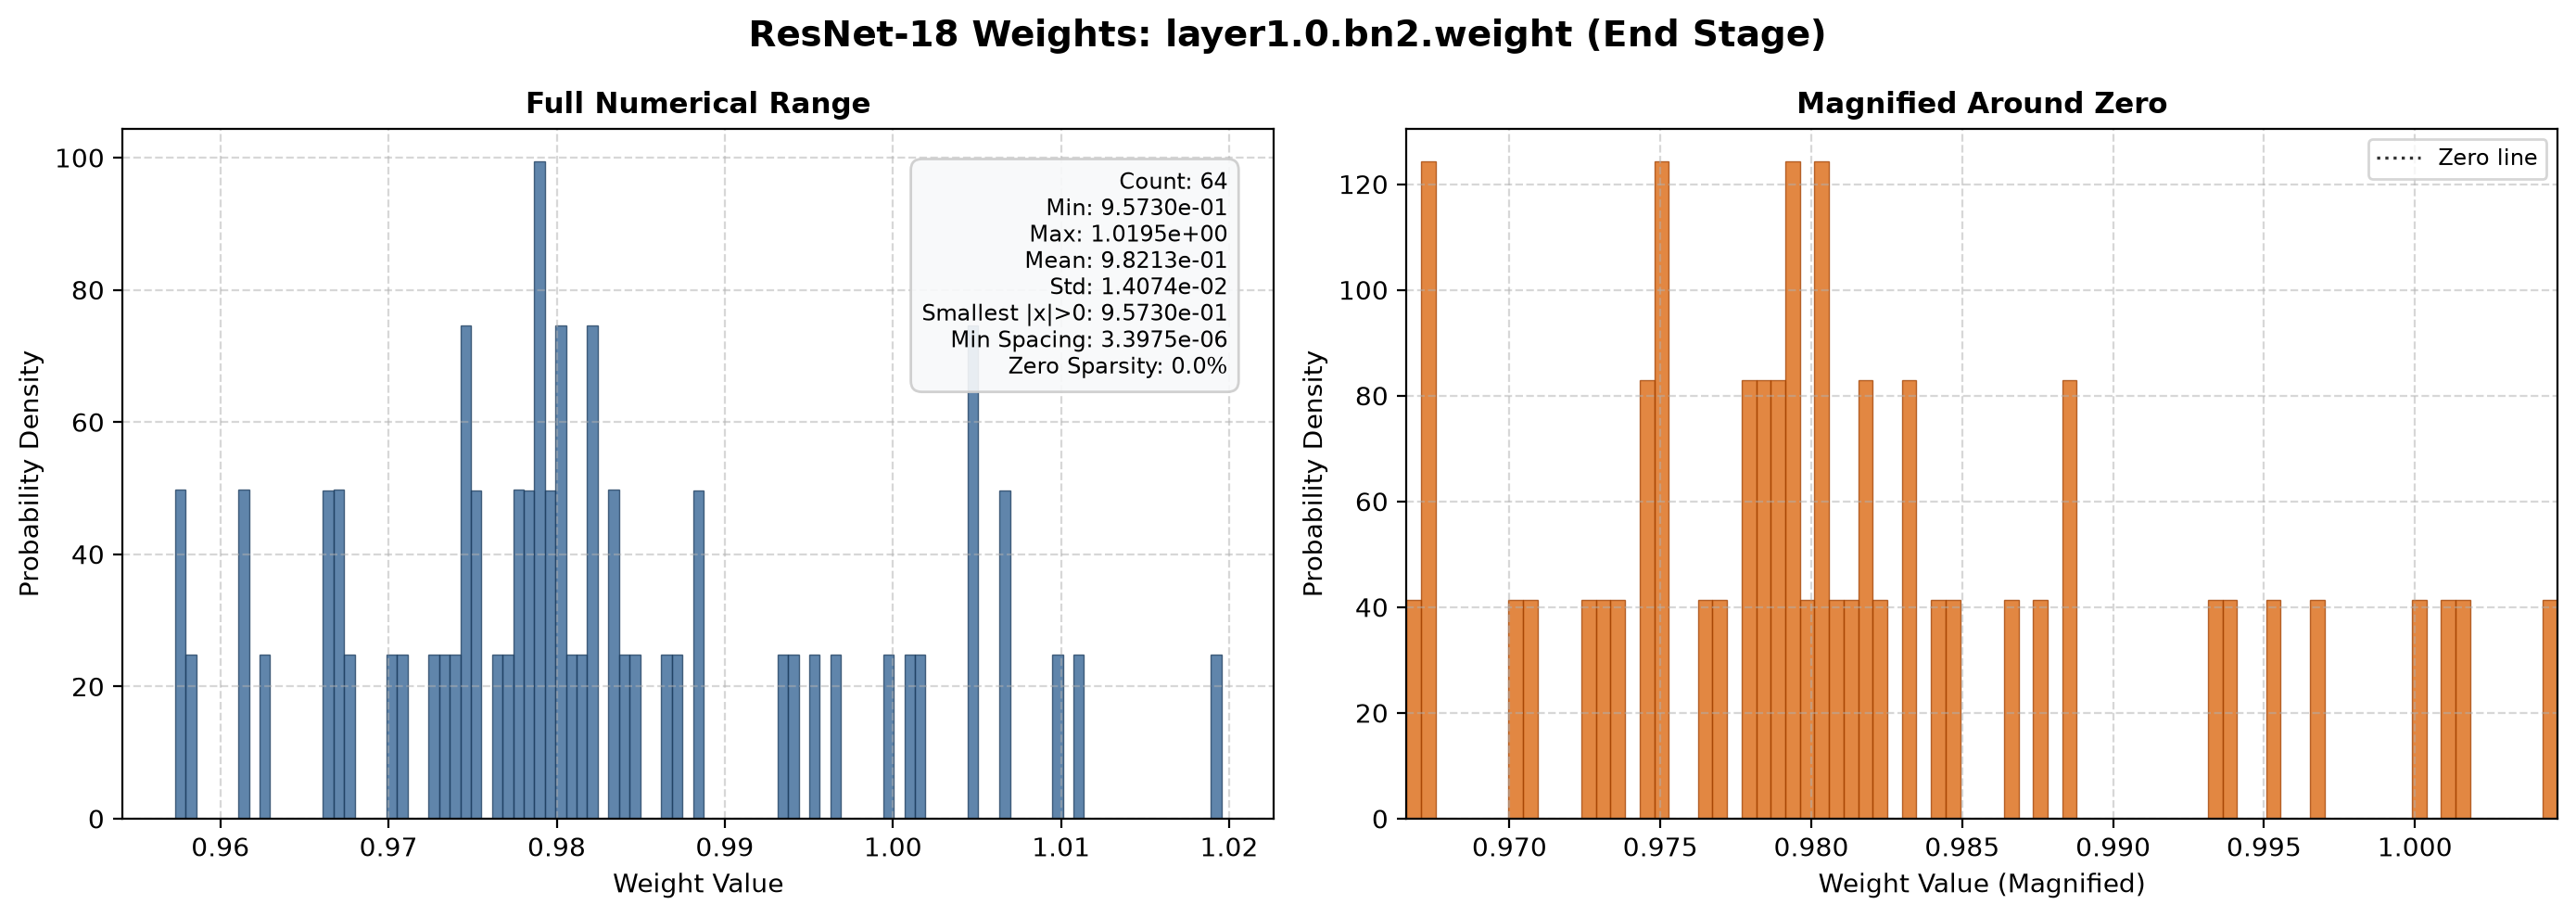 ResNet-18 Weights: layer1.0.bn2.weight (End Stage)
Full Numerical Range
100
80
60
40
20
0
Probability Density
Count: 64
Min: 9.5730e-01
Max: 1.0195e+00
Mean: 9.8213e-01
Std: 1.4074e-02
Smallest |x|>0: 9.5730e-01
Min Spacing: 3.3975e-06
Zero Sparsity: 0.0%
0.96 0.97 0.98 0.99 1.00 1.01 1.02
Weight Value
Magnified Around Zero
120
100
80
60
40
20
0
Probability Density
Zero line
0.970 0.975 0.980 0.985 0.990 0.995 1.000
Weight Value (Magnified)